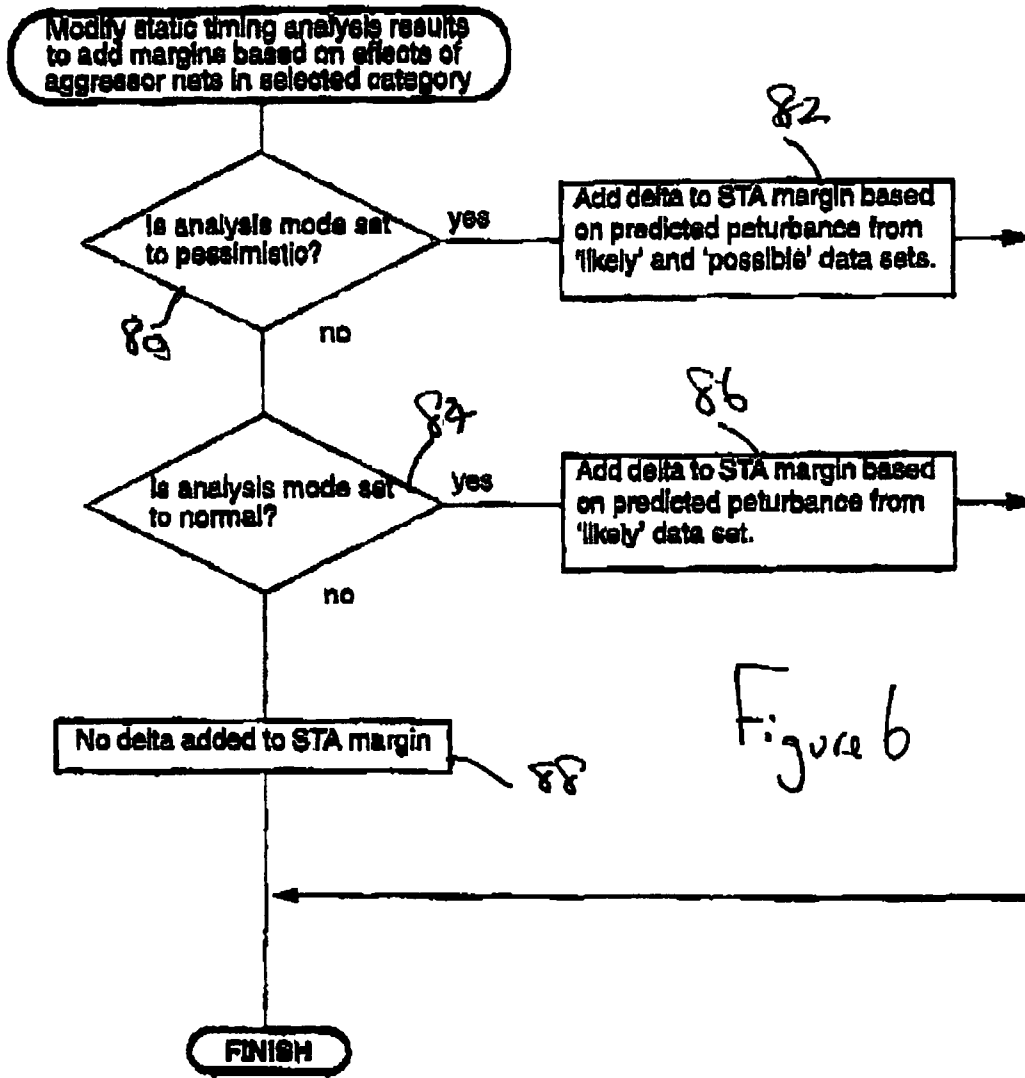 Modify static timing analysis results
to add margins based on effects of
aggressor nets in selected category
82
Is analysis mode set
to pessimistic?
yes
Add delta to STA margin based
on predicted peturbance from
'likely' and 'possible' data sets.
80
no
84
86
Is analysis mode set
to normal?
yes
Add delta to STA margin based
on predicted peturbance from
'likely' data set.
no
No delta added to STA margin
88
Figure 6
FINISH